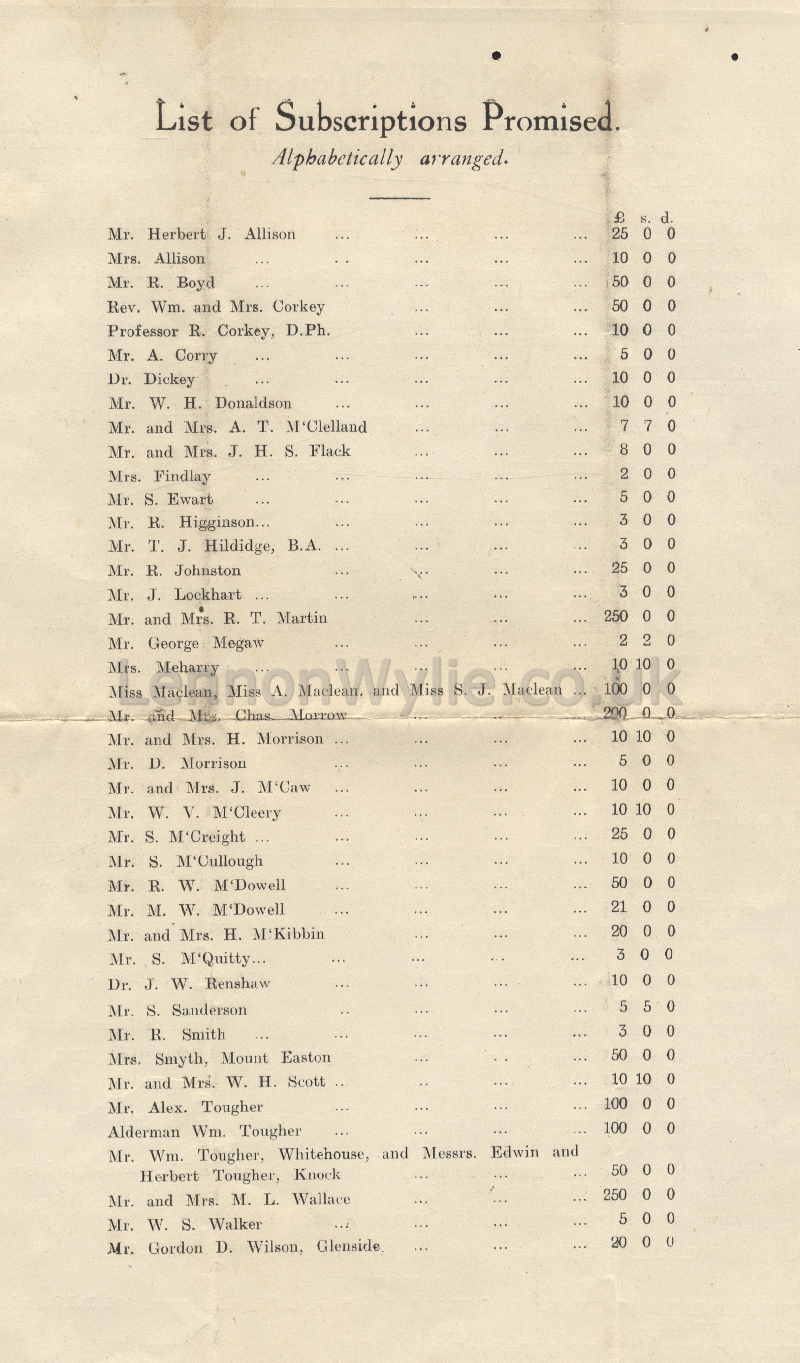 List of Subscriptions Promised.
Alphabetically arranged.
£ s. d.
Mr. Herbert J. Allison ... ... ... ... 25 0 0
Mrs. Allison ... . . ... ... ... 10 0 0
Mr. R. Boyd ... ... ... ... ... 50 0 0
Rev. Wm. and Mrs. Corkey ... ... ... 50 0 0
Professor R. Corkey, D.Ph. ... ... ... 10 0 0
Mr. A. Corry ... ... ... ... ... 5 0 0
Dr. Dickey ... ... ... ... ... 10 0 0
Mr. W. H. Donaldson ... ... ... ... 10 0 0
Mr. and Mrs. A. T. M‘Clelland ... ... ... 7 7 0
Mr. and Mrs. J. H. S. Flack ... ... ... 8 0 0
Mrs. Findlay ... ... ... ... ... 2 0 0
Mr. S. Ewart ... ... ... ... ... 5 0 0
Mr. R. Higginson... ... ... ... ... 3 0 0
Mr. T. J. Hildidge, B.A. ... ... ... ... 3 0 0
Mr. R. Johnston ... ... ... ... 25 0 0
Mr. J. Lockhart ... ... ... ... ... 3 0 0
Mr. and Mrs. R. T. Martin ... ... ... 250 0 0
Mr. George Megaw ... ... ... ... 2 2 0
Mrs. Meharry ... ... ... ... ... 10 10 0
LennonWylie.co.uk
Miss Maclean, Miss A. Maclean, and Miss S. J. Maclean ... 100 0 0
Mr. and Mrs. Chas. Morrow ... ... ... 200 0 0
Mr. and Mrs. H. Morrison ... ... ... ... 10 10 0
Mr. D. Morrison ... ... ... ... 5 0 0
Mr. and Mrs. J. M‘Caw ... ... ... ... 10 0 0
Mr. W. V. M‘Cleery ... ... ... ... 10 10 0
Mr. S. M‘Creight ... ... ... ... ... 25 0 0
Mr. S. M‘Cullough ... ... ... ... 10 0 0
Mr. R. W. M‘Dowell ... ... ... ... 50 0 0
Mr. M. W. M‘Dowell ... ... ... ... 21 0 0
Mr. and Mrs. H. M‘Kibbin ... ... ... 20 0 0
Mr. S. M‘Quitty... ... ... ... ... 3 0 0
Dr. J. W. Renshaw ... ... ... ... 10 0 0
Mr. S. Sanderson .. ... ... ... 5 5 0
Mr. R. Smith ... ... ... ... ... 3 0 0
Mrs. Smyth, Mount Easton ... . . ... 50 0 0
Mr. and Mrs. W. H. Scott .. .. ... ... 10 10 0
Mr. Alex. Tougher ... ... ... ... 100 0 0
Alderman Wm. Tougher ... ... ... ... 100 0 0
Mr. Wm. Tougher, Whitehouse, and Messrs. Edwin and
Herbert Tougher, Knock ... ... ... 50 0 0
Mr. and Mrs. M. L. Wallace ... ... ... 250 0 0
Mr. W. S. Walker ... ... ... ... 5 0 0
Mr. Gordon D. Wilson, Glenside. ... ... ... 20 0 0